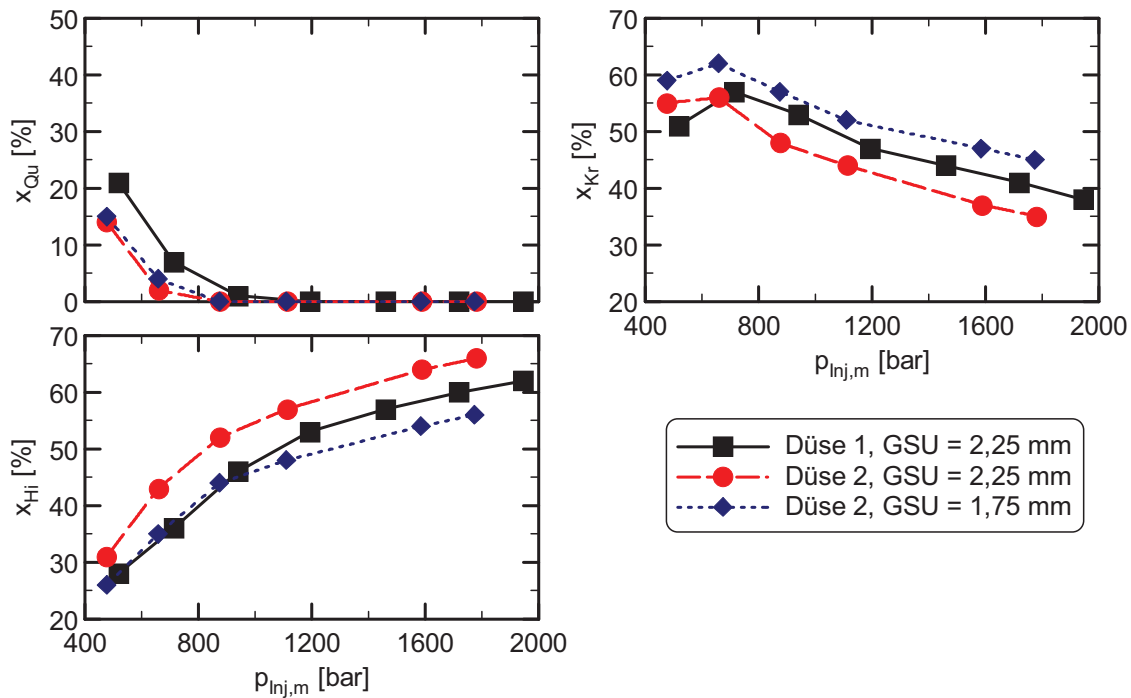 50
40
30
20
10
0
x_Qu [%]
70
60
50
40
30
20
x_Hi [%]
400 800 1200 1600 2000
p_Inj,m [bar]
70
60
50
40
30
20
x_Kr [%]
400 800 1200 1600 2000
p_Inj,m [bar]
Düse 1, GSU = 2,25 mm
Düse 2, GSU = 2,25 mm
Düse 2, GSU = 1,75 mm